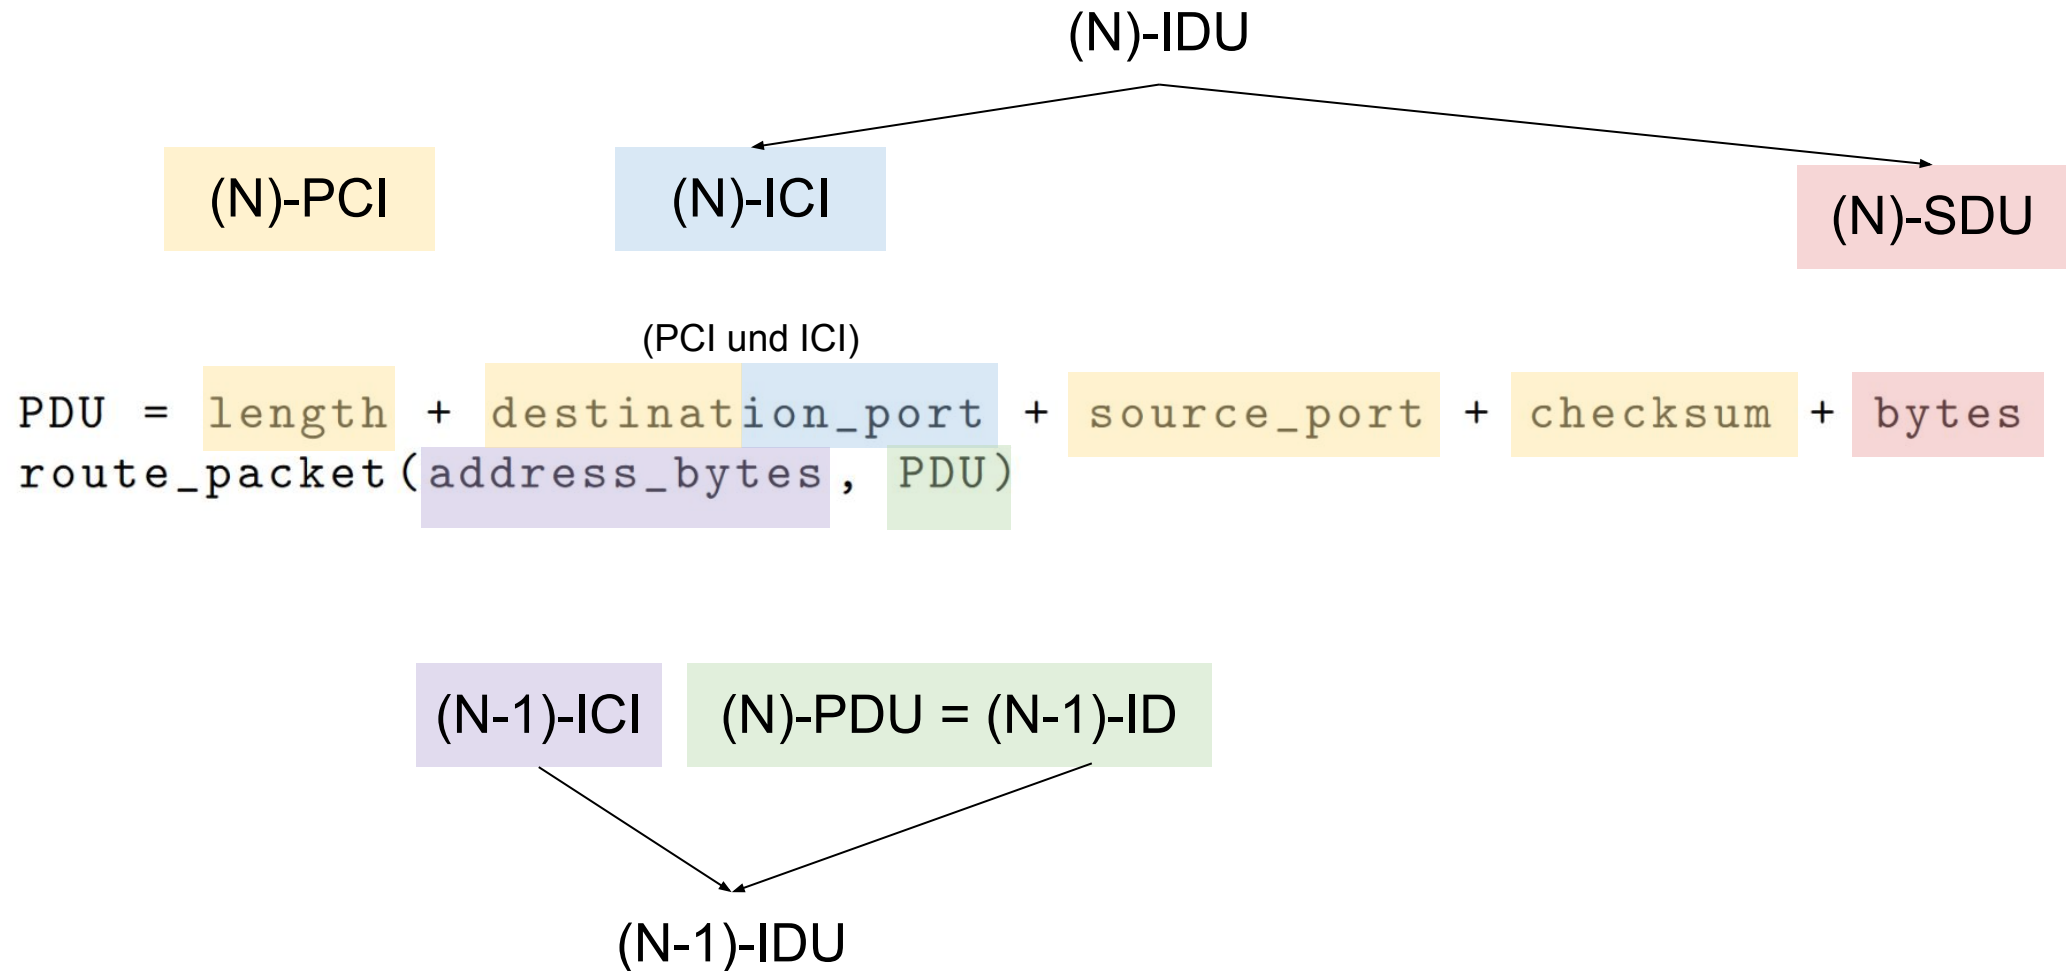 (N)-IDU
(N)-PCI
(N)-ICI
(N)-SDU
(PCI und ICI)
PDU = length + destination_port + source_port + checksum + bytes
route_packet(address_bytes, PDU)
(N-1)-ICI
(N)-PDU = (N-1)-ID
(N-1)-IDU